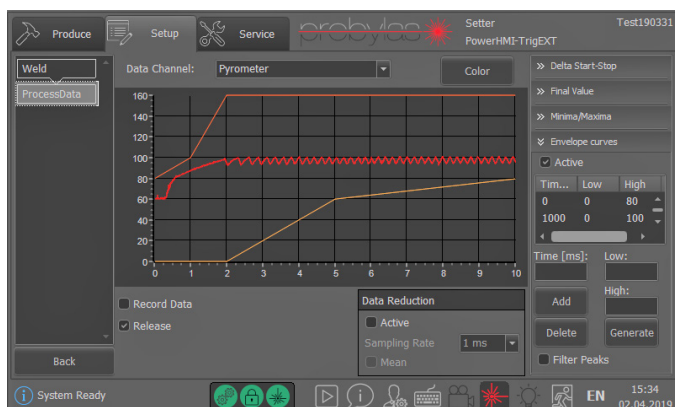 Produce
Setup
Service
probylas
Setter
PowerHMI-TrigEXT
Test190331
Weld
ProcessData
Back
Data Channel: Pyrometer
Color
160
140
120
100
80
60
40
20
0
0 1 2 3 4 5 6 7 8 9 10
Record Data
Release
Data Reduction
Active
Sampling Rate 1 ms
Mean
>> Delta Start-Stop
>> Final Value
>> Minima/Maxima
Envelope curves
Active
Tim... Low High
0 0 80
1000 0 100
Time [ms]: Low:
High:
Add
Delete Generate
Filter Peaks
System Ready
EN
15:34
02.04.2019